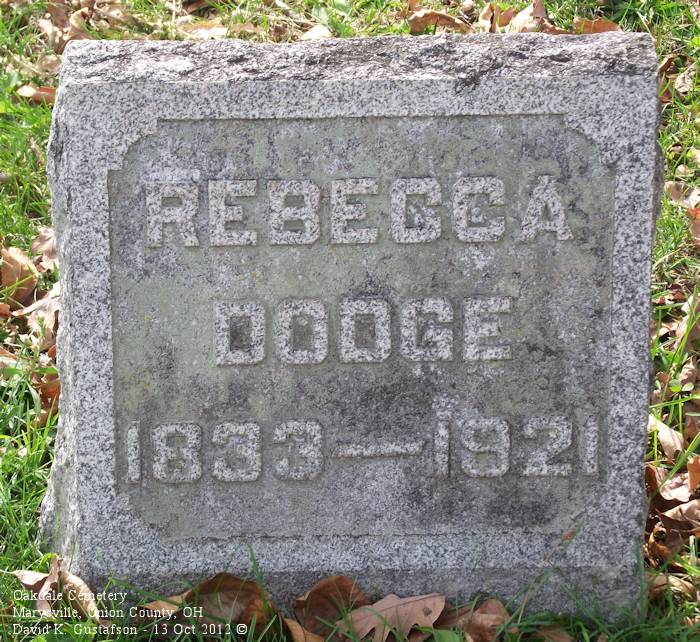 REBECCA
DODGE
1833—1921
Oakdale Cemetery
Marysville, Union County, OH
David K. Gustafson - 13 Oct 2012 ©